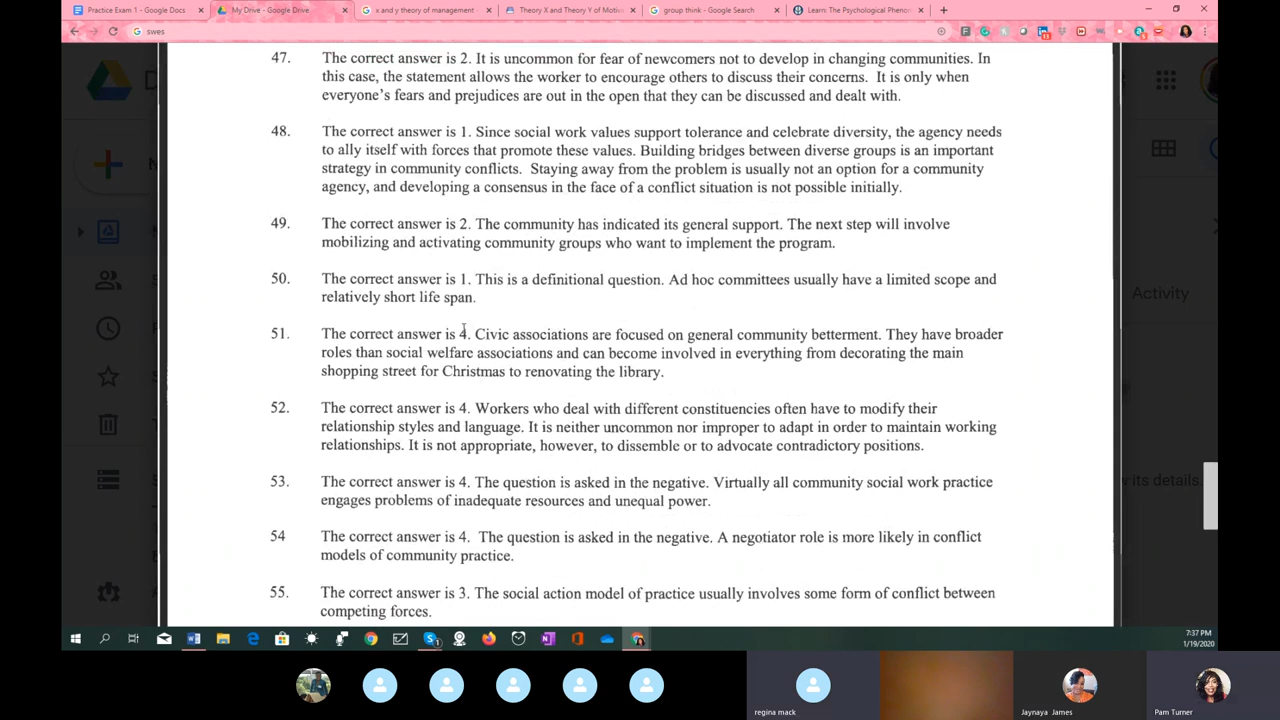 Practice Exam 1 - Google Docs
My Drive - Google Drive
x and y theory of management -
Theory X and Theory Y of Motiva
group think - Google Search
Learn: The Psychological Phenom
swes
47. The correct answer is 2. It is uncommon for fear of newcomers not to develop in changing communities. In
this case, the statement allows the worker to encourage others to discuss their concerns. It is only when
everyone's fears and prejudices are out in the open that they can be discussed and dealt with.
48. The correct answer is 1. Since social work values support tolerance and celebrate diversity, the agency needs
to ally itself with forces that promote these values. Building bridges between diverse groups is an important
strategy in community conflicts. Staying away from the problem is usually not an option for a community
agency, and developing a consensus in the face of a conflict situation is not possible initially.
49. The correct answer is 2. The community has indicated its general support. The next step will involve
mobilizing and activating community groups who want to implement the program.
50. The correct answer is 1. This is a definitional question. Ad hoc committees usually have a limited scope and
relatively short life span.
Activity
51. The correct answer is 4. Civic associations are focused on general community betterment. They have broader
roles than social welfare associations and can become involved in everything from decorating the main
shopping street for Christmas to renovating the library.
52. The correct answer is 4. Workers who deal with different constituencies often have to modify their
relationship styles and language. It is neither uncommon nor improper to adapt in order to maintain working
relationships. It is not appropriate, however, to dissemble or to advocate contradictory positions.
its details.
53. The correct answer is 4. The question is asked in the negative. Virtually all community social work practice
engages problems of inadequate resources and unequal power.
54 The correct answer is 4. The question is asked in the negative. A negotiator role is more likely in conflict
models of community practice.
55. The correct answer is 3. The social action model of practice usually involves some form of conflict between
competing forces.
7:37 PM
1/19/2020
regina mack
Jaynaya James
Pam Turner